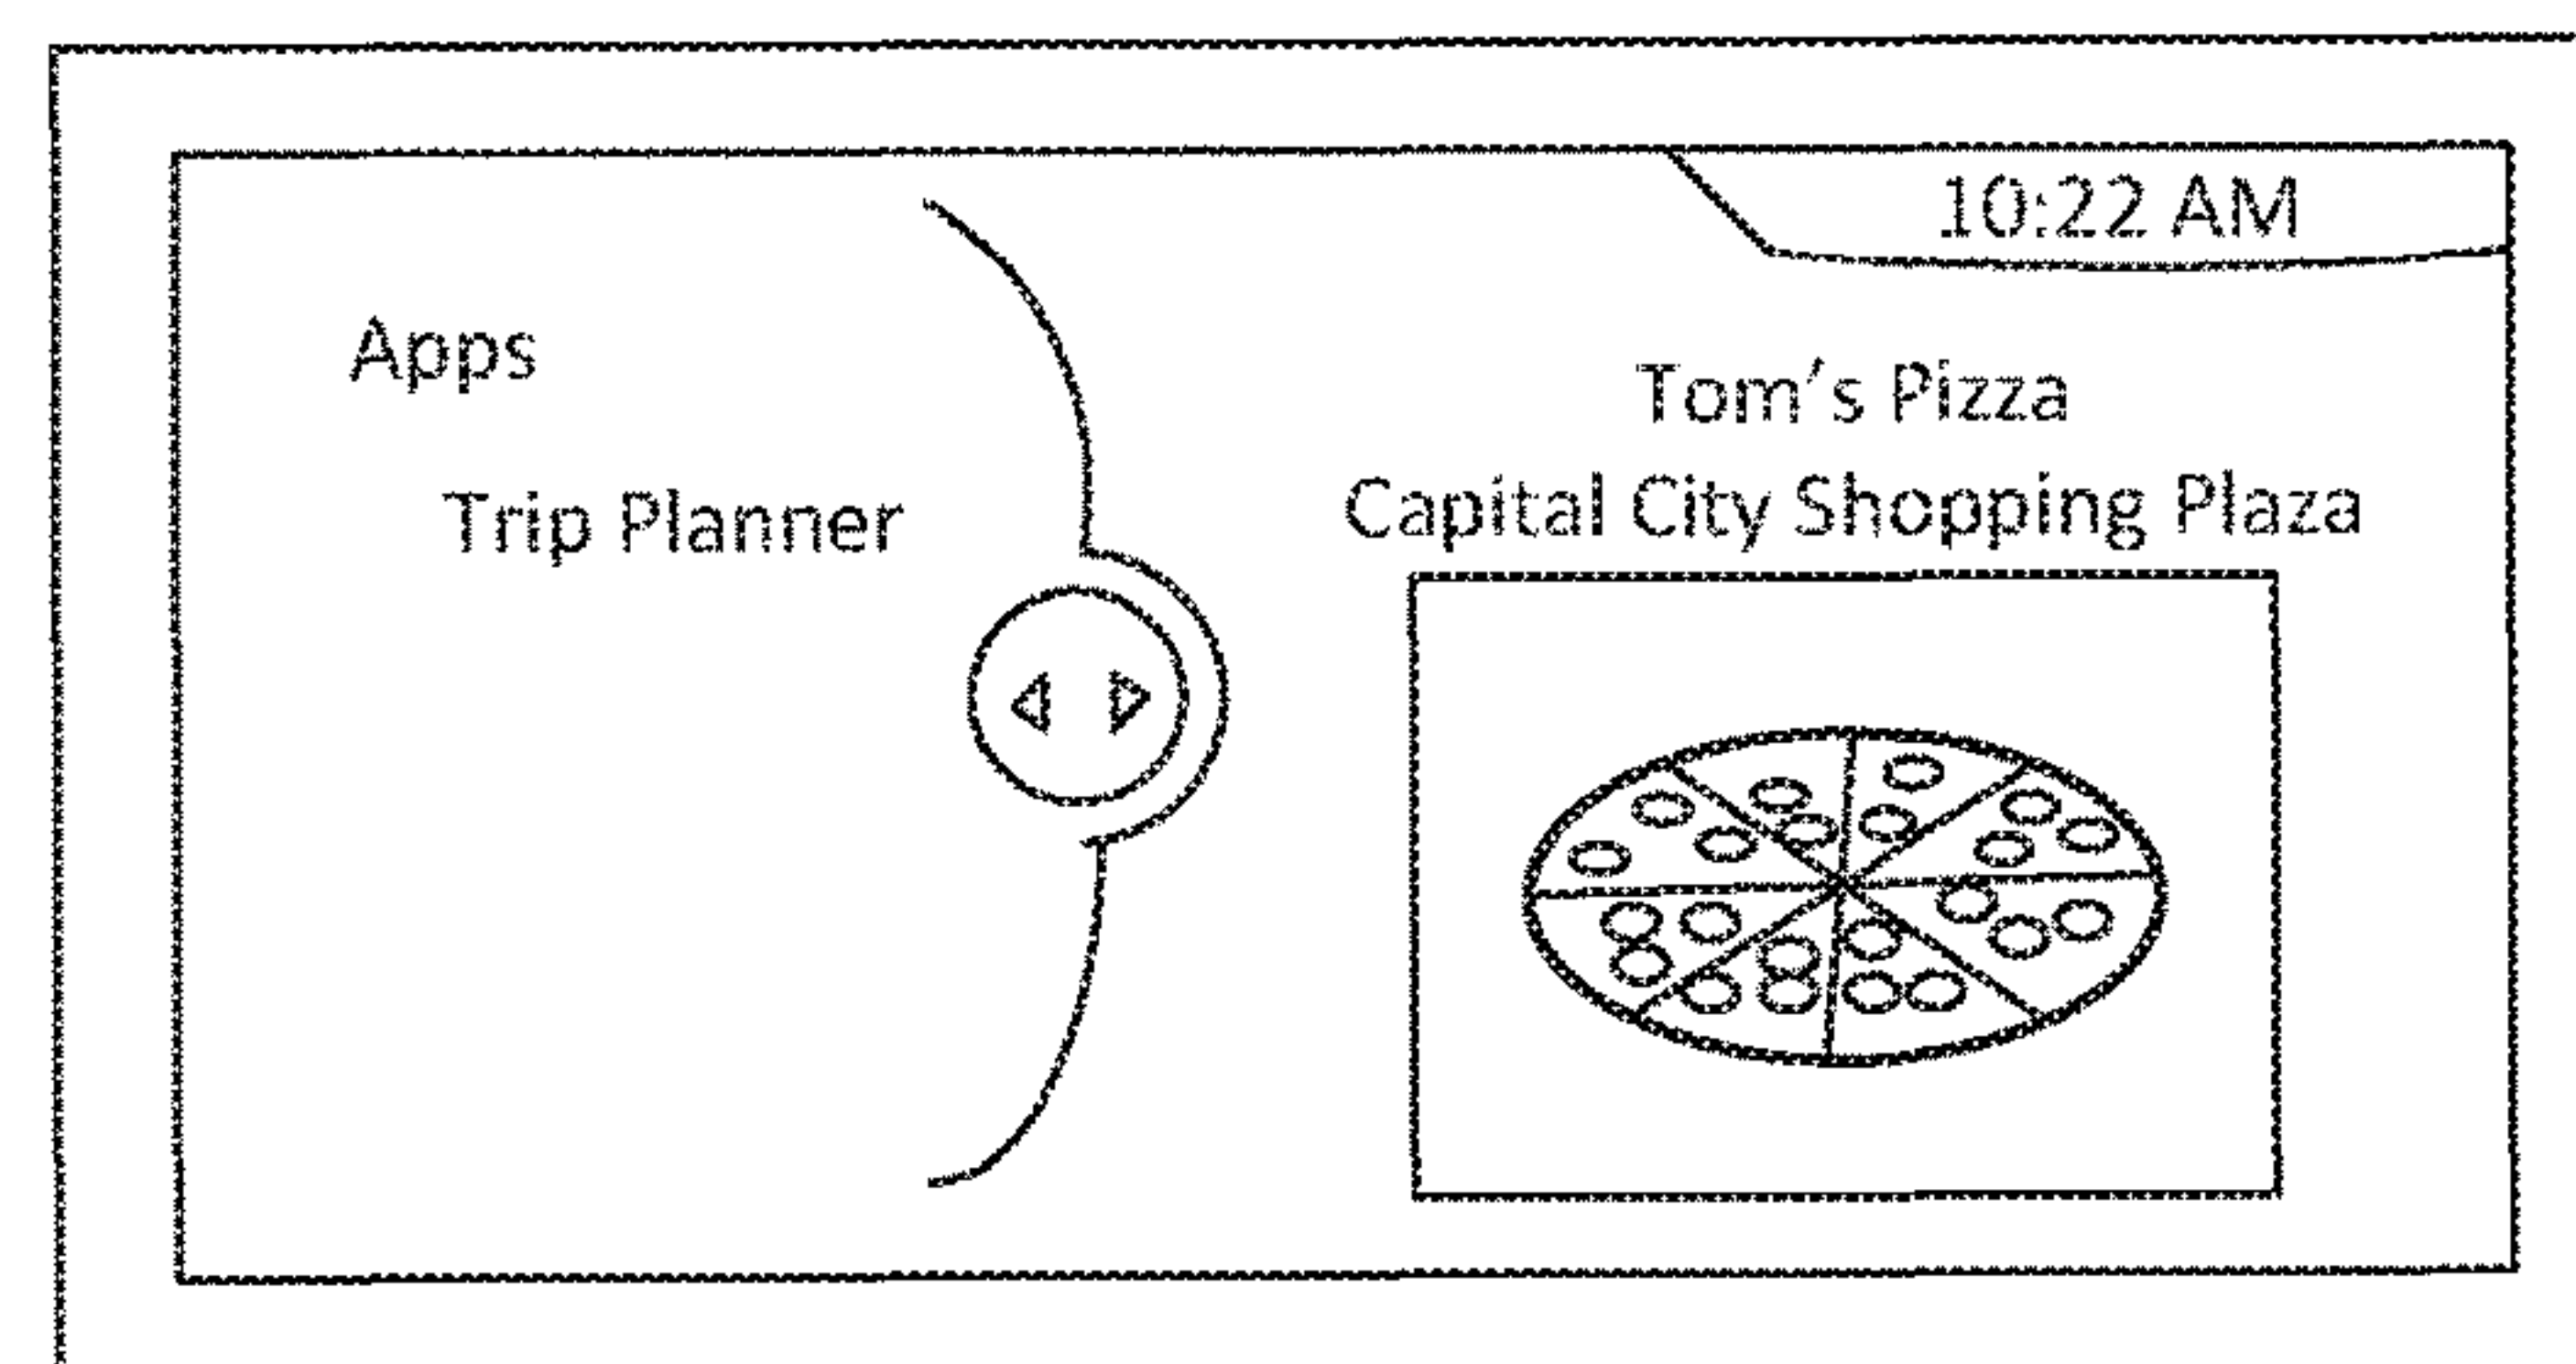 10:22 AM
Apps
Trip Planner
Tom's Pizza
Capital City Shopping Plaza